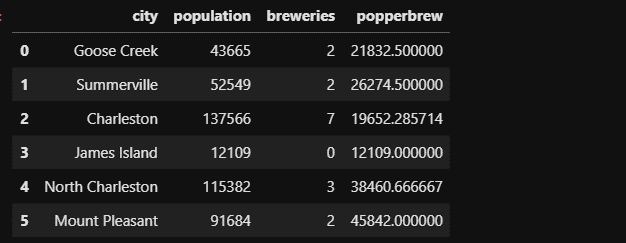 city population breweries popperbrew
0 Goose Creek 43665 2 21832.500000
1 Summerville 52549 2 26274.500000
2 Charleston 137566 7 19652.285714
3 James Island 12109 0 12109.000000
4 North Charleston 115382 3 38460.666667
5 Mount Pleasant 91684 2 45842.000000